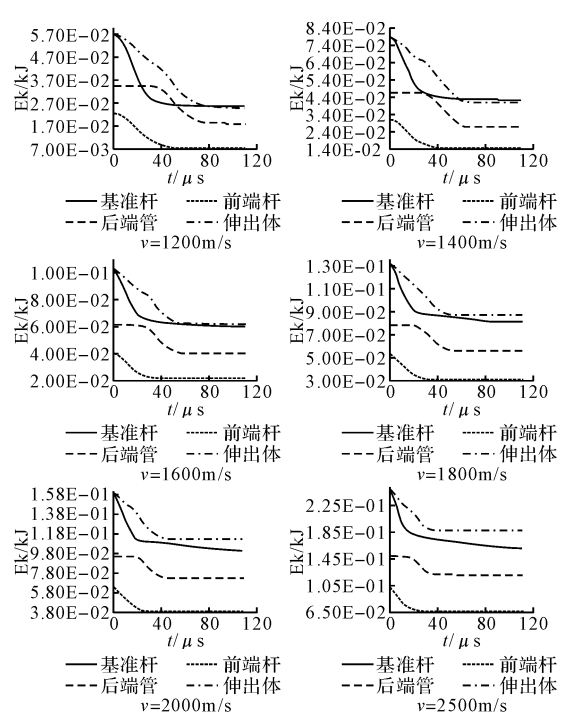 Ek/kJ
5.70E−02
4.70E−02
3.70E−02
2.70E−02
1.70E−02
7.00E−03
0 40 80 120
t/μs
基准杆 前端杆
后端管 伸出体
v=1200m/s
Ek/kJ
8.40E−02
7.40E−02
6.40E−02
5.40E−02
4.40E−02
3.40E−02
2.40E−02
1.40E-02
0 40 80 120
t/μs
基准杆 前端杆
后端管 伸出体
v=1400m/s
Ek/kJ
1.00E−01
8.00E−02
6.00E−02
4.00E−02
2.00E−02
0 40 80 120
t/μs
基准杆 前端杆
后端管 伸出体
v=1600m/s
Ek/kJ
1.30E−01
1.10E−01
9.00E−02
7.00E−02
5.00E−02
3.00E−02
0 40 80 120
t/μs
基准杆 前端杆
后端管 伸出体
v=1800m/s
Ek/kJ
1.58E−01
1.38E−01
1.18E−01
9.80E−02
7.80E−02
5.80E−02
3.80E−02
0 40 80 120
t/μs
基准杆 前端杆
后端管 伸出体
v=2000m/s
Ek/kJ
2.25E−01
1.85E−01
1.45E−01
1.05E−01
6.50E−02
0 40 80 120
t/μs
基准杆 前端杆
后端管 伸出体
v=2500m/s